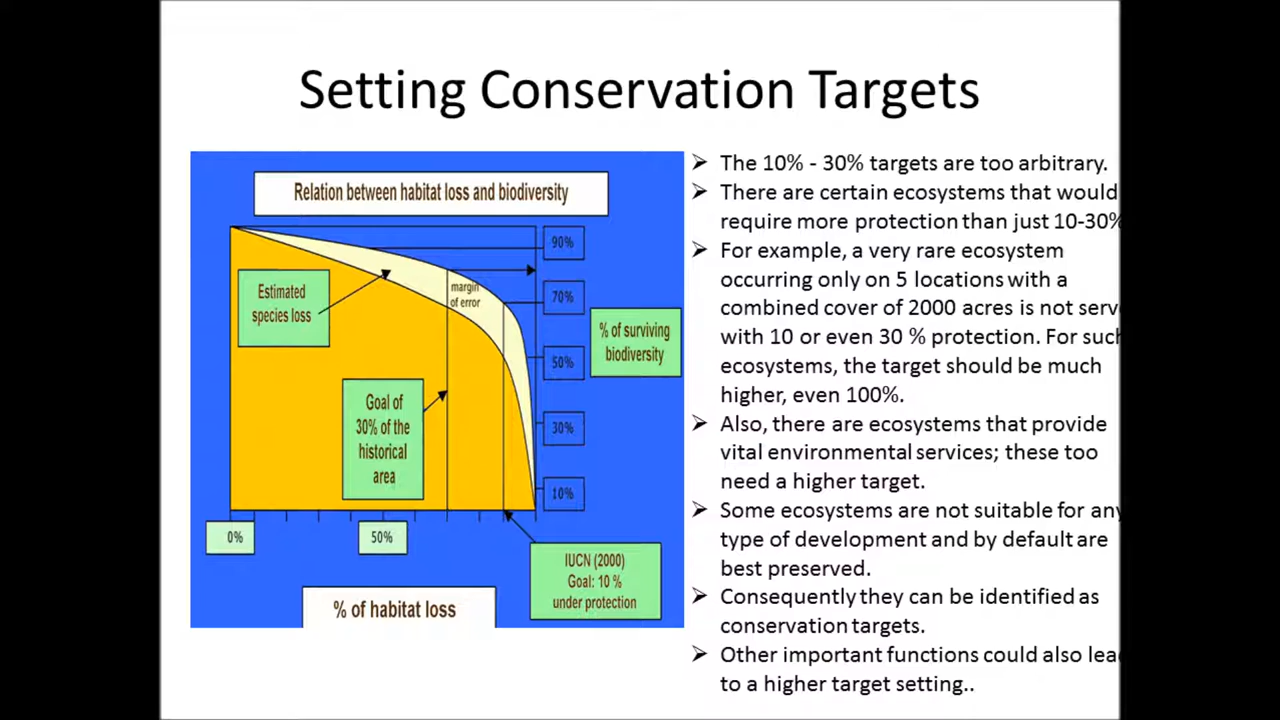 Setting Conservation Targets
Relation between habitat loss and biodiversity
90%
70%
50%
30%
10%
Estimated
species loss
margin
of error
% of surviving
biodiversity
Goal of
30% of the
historical
area
0%
50%
IUCN (2000)
Goal: 10 %
under protection
% of habitat loss
➢ The 10% - 30% targets are too arbitrary.
➢ There are certain ecosystems that would
require more protection than just 10-30%
➢ For example, a very rare ecosystem
occurring only on 5 locations with a
combined cover of 2000 acres is not serv
with 10 or even 30 % protection. For such
ecosystems, the target should be much
higher, even 100%.
➢ Also, there are ecosystems that provide
vital environmental services; these too
need a higher target.
➢ Some ecosystems are not suitable for any
type of development and by default are
best preserved.
➢ Consequently they can be identified as
conservation targets.
➢ Other important functions could also lea
to a higher target setting..